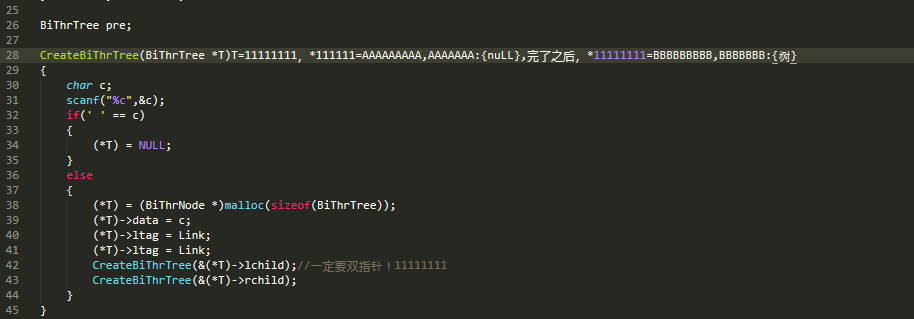 25
26 BiThrTree pre;
27
28 CreateBiThrTree(BiThrTree *T)T=11111111, *111111=AAAAAAAAA,AAAAAAA:{nuLL},完了之后, *11111111=BBBBBBBBB,BBBBBBB:{树}
29 {
30 char c;
31 scanf("%c",&c);
32 if(' ' == c)
33 {
34 (*T) = NULL;
35 }
36 else
37 {
38 (*T) = (BiThrNode *)malloc(sizeof(BiThrTree));
39 (*T)->data = c;
40 (*T)->ltag = Link;
41 (*T)->ltag = Link;
42 CreateBiThrTree(&(*T)->lchild);//一定要双指针！11111111
43 CreateBiThrTree(&(*T)->rchild);
44 }
45 }